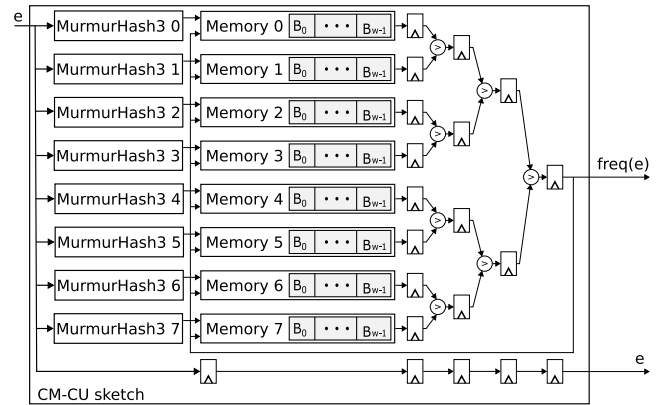 e
MurmurHash3 0 Memory 0 B0 • • • Bw-1
>
MurmurHash3 1 Memory 1 B0 • • • Bw-1
>
MurmurHash3 2 Memory 2 B0 • • • Bw-1
>
MurmurHash3 3 Memory 3 B0 • • • Bw-1
freq(e)
>
MurmurHash3 4 Memory 4 B0 • • • Bw-1
>
MurmurHash3 5 Memory 5 B0 • • • Bw-1
>
MurmurHash3 6 Memory 6 B0 • • • Bw-1
>
MurmurHash3 7 Memory 7 B0 • • • Bw-1
e
CM-CU sketch